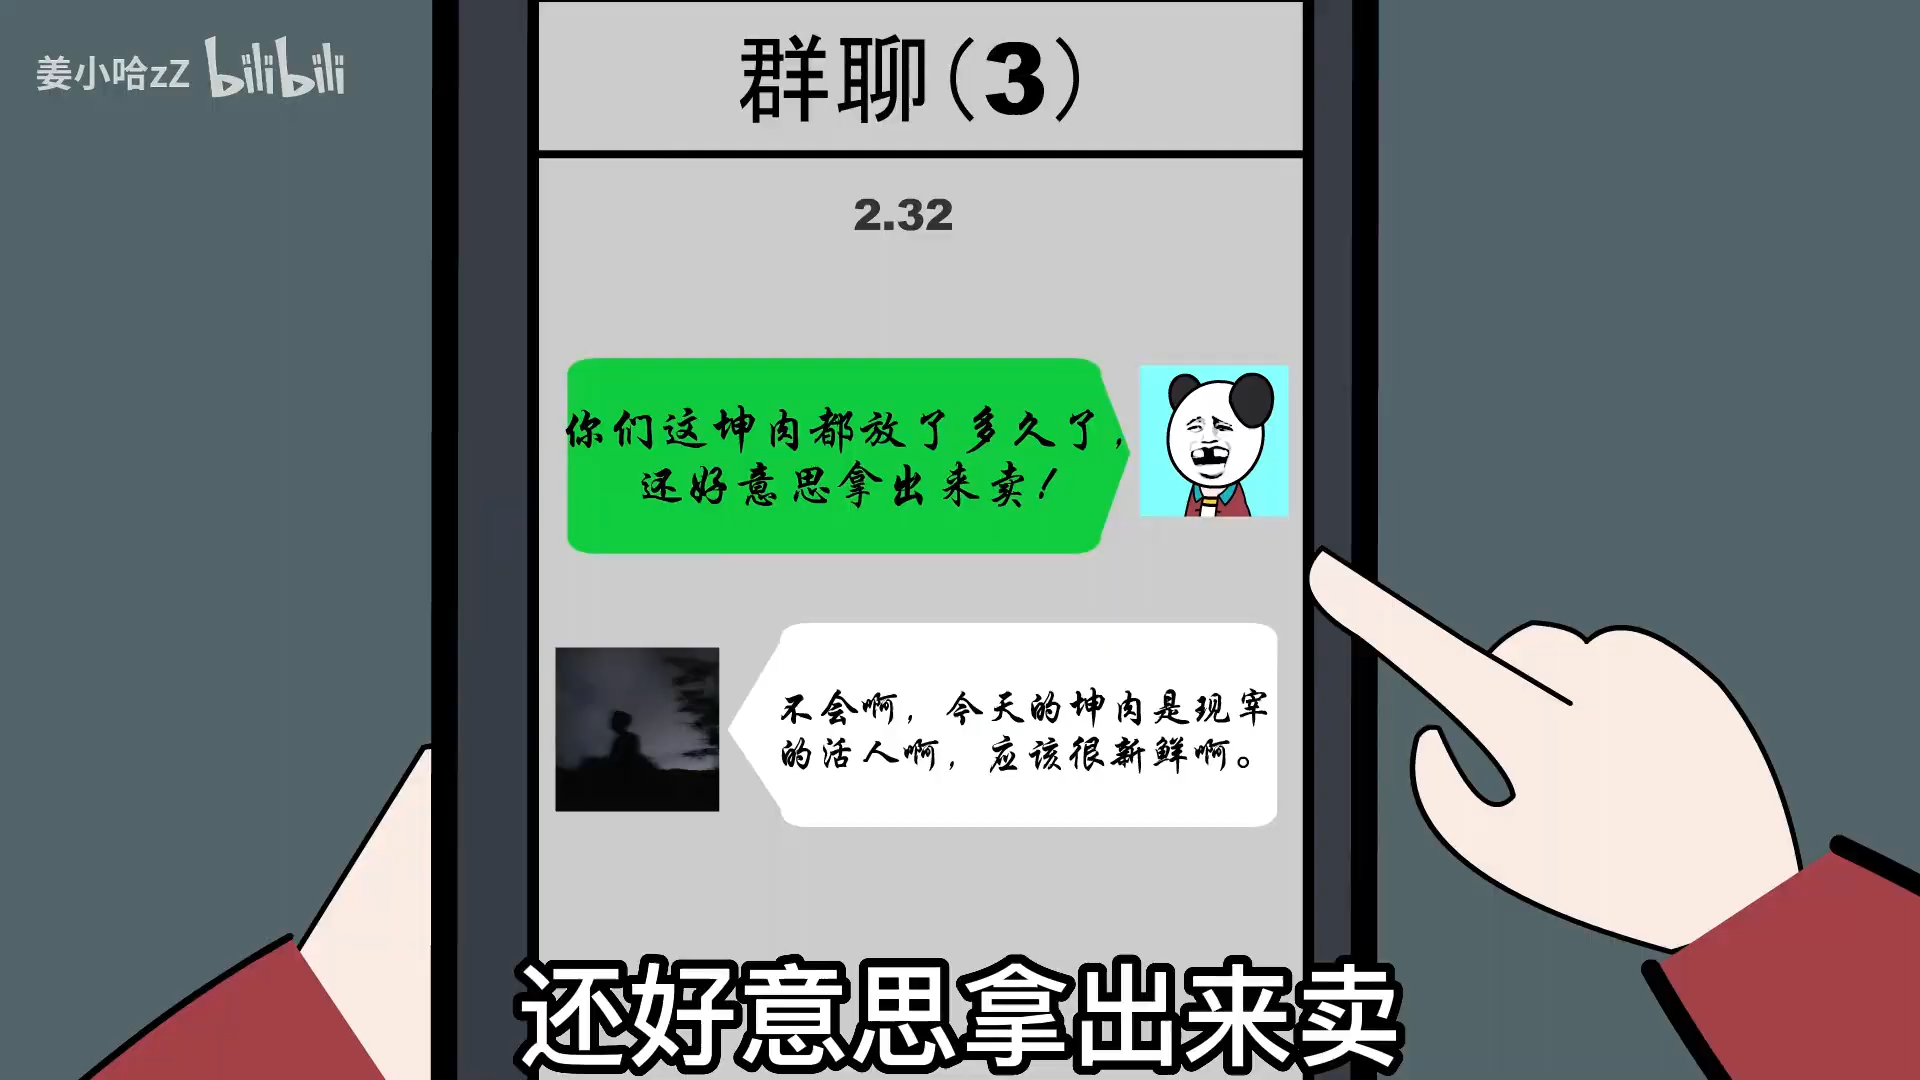 姜小哈zZ bilibili
群聊(3)
2.32
你们这坤肉都放了多久了，
还好意思拿出来卖！
不会啊，今天的坤肉是现宰
的活人啊，应该很新鲜啊。
还好意思拿出来卖